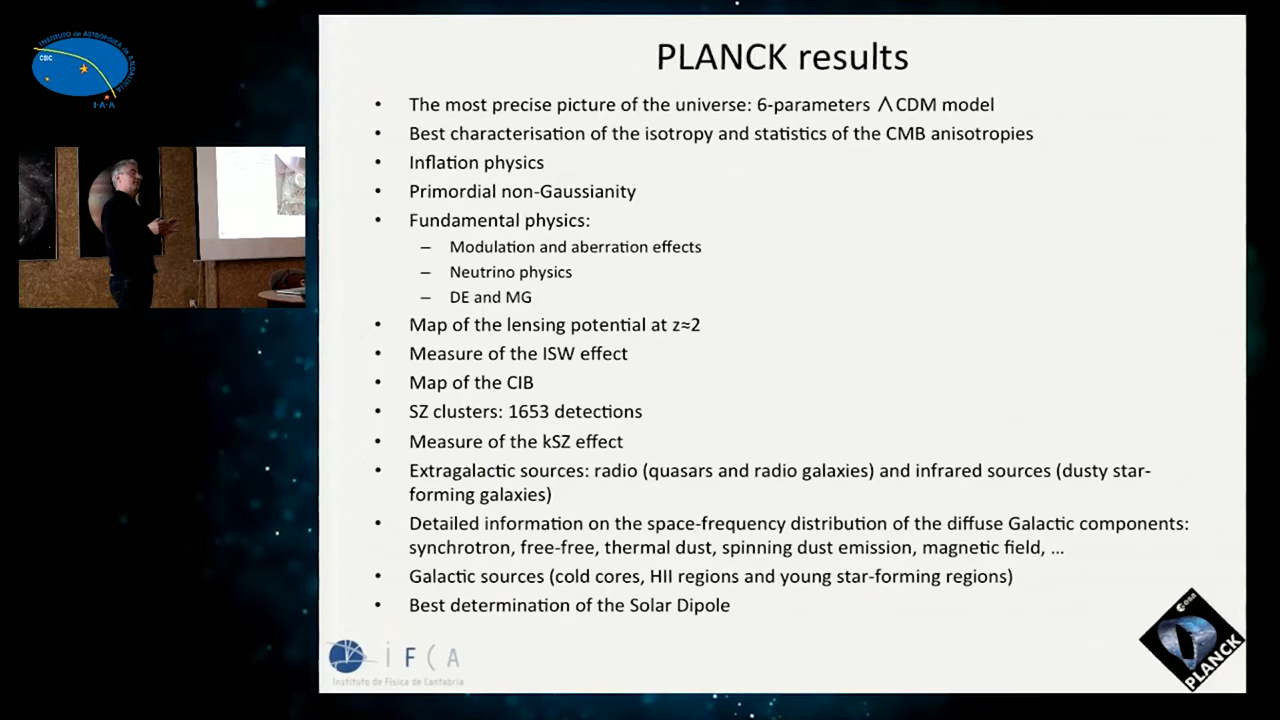 INSTITUTO de ASTROFÍSICA de ANDALUCÍA
CSIC
I-A-A
PLANCK results
• The most precise picture of the universe: 6-parameters ΛCDM model
• Best characterisation of the isotropy and statistics of the CMB anisotropies
• Inflation physics
• Primordial non-Gaussianity
• Fundamental physics:
– Modulation and aberration effects
– Neutrino physics
– DE and MG
• Map of the lensing potential at z≈2
• Measure of the ISW effect
• Map of the CIB
• SZ clusters: 1653 detections
• Measure of the kSZ effect
• Extragalactic sources: radio (quasars and radio galaxies) and infrared sources (dusty star-
forming galaxies)
• Detailed information on the space-frequency distribution of the diffuse Galactic components:
synchrotron, free-free, thermal dust, spinning dust emission, magnetic field, ...
• Galactic sources (cold cores, HII regions and young star-forming regions)
• Best determination of the Solar Dipole
i F C A
Instituto de Física de Cantabria
esa
PLANCK